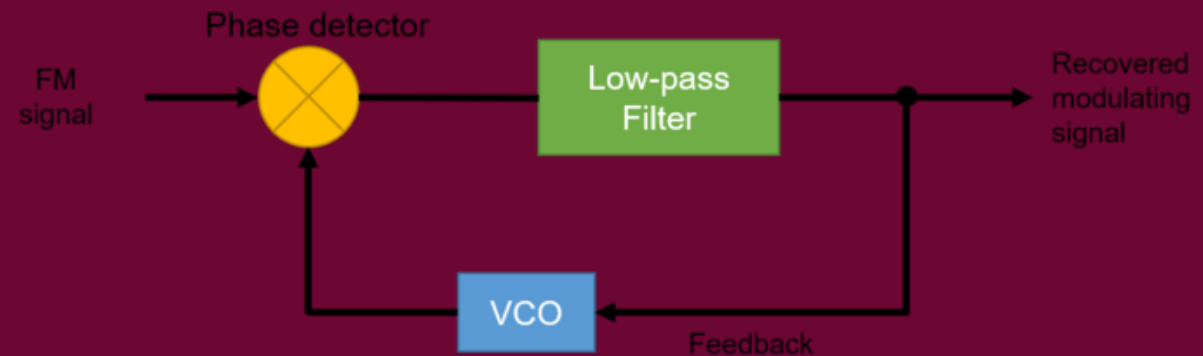 Phase detector
FM
signal
Low-pass
Filter
Recovered
modulating
signal
VCO
Feedback